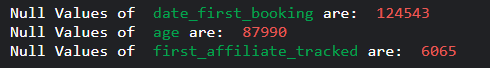 Null Values of date_first_booking are: 124543
Null Values of age are: 87990
Null Values of first_affiliate_tracked are: 6065